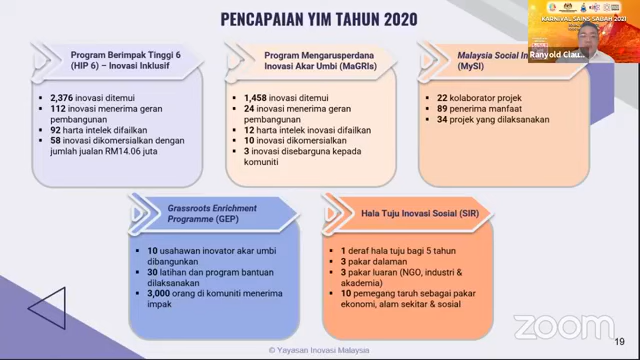 PENCAPAIAN YIM TAHUN 2020
KARNIVAL SAINS SABAH 2021
Ranyold Clau...
Program Berimpak Tinggi 6
(HIP 6) – Inovasi Inklusif
2,376 inovasi ditemui
112 inovasi menerima geran
pembangunan
92 harta intelek difailkan
58 inovasi dikomersialkan dengan
jumlah jualan RM14.06 juta
Program Mengarusperdana
Inovasi Akar Umbi (MaGRIs)
1,458 inovasi ditemui
24 inovasi menerima geran
pembangunan
12 harta intelek inovasi difailkan
10 inovasi dikomersialkan
3 inovasi disebarguna kepada
komuniti
Malaysia Social In
(MySI)
22 kolaborator projek
89 penerima manfaat
34 projek yang dilaksanakan
Grassroots Enrichment
Programme (GEP)
10 usahawan inovator akar umbi
dibangunkan
30 latihan dan program bantuan
dilaksanakan
3,000 orang di komuniti menerima
impak
Hala Tuju Inovasi Sosial (SIR)
1 deraf hala tuju bagi 5 tahun
3 pakar dalaman
3 pakar luaran (NGO, industri &
akademia)
10 pemegang taruh sebagai pakar
ekonomi, alam sekitar & sosial
zoom
19
© Yayasan Inovasi Malaysia